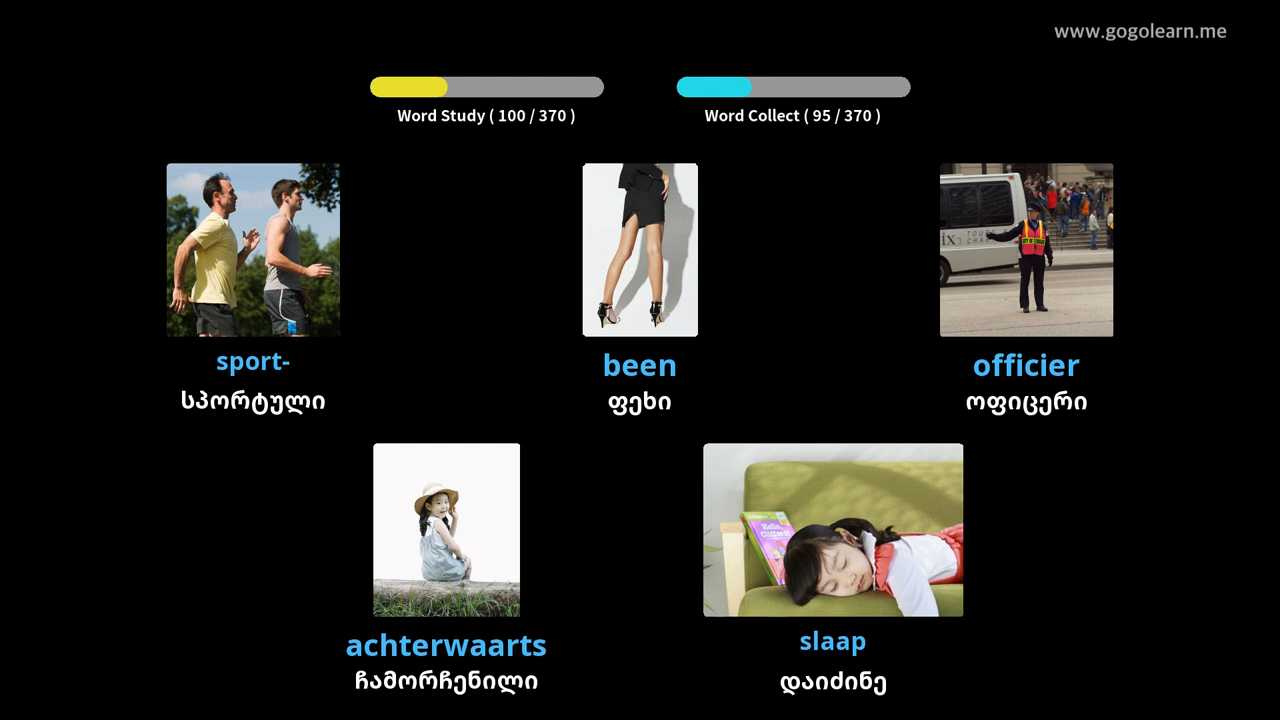 www.gogolearn.me
Word Study ( 100 / 370 )
Word Collect ( 95 / 370 )
sport-
სპორტული
been
ფეხი
officier
ოფიცერი
achterwaarts
ჩამორჩენილი
slaap
დაიძინე